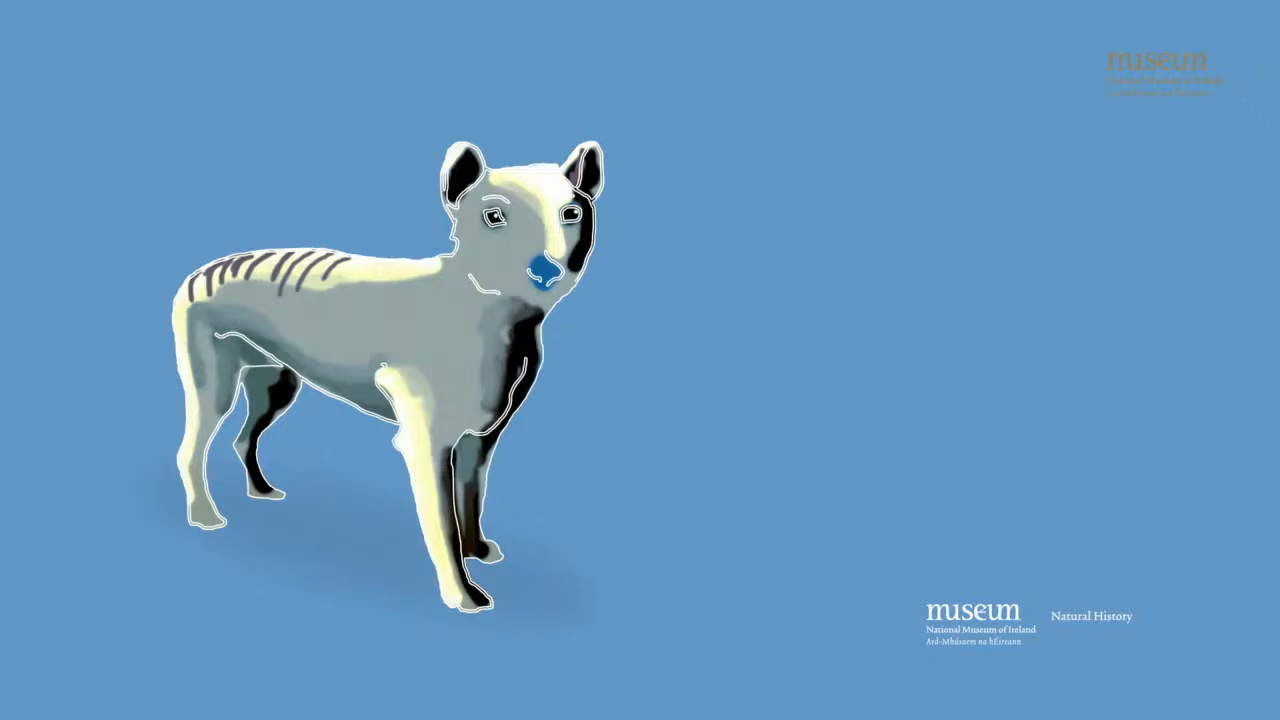 museum
museum
National Museum of Ireland
Ard-Mhúsaem na hÉireann
Natural History